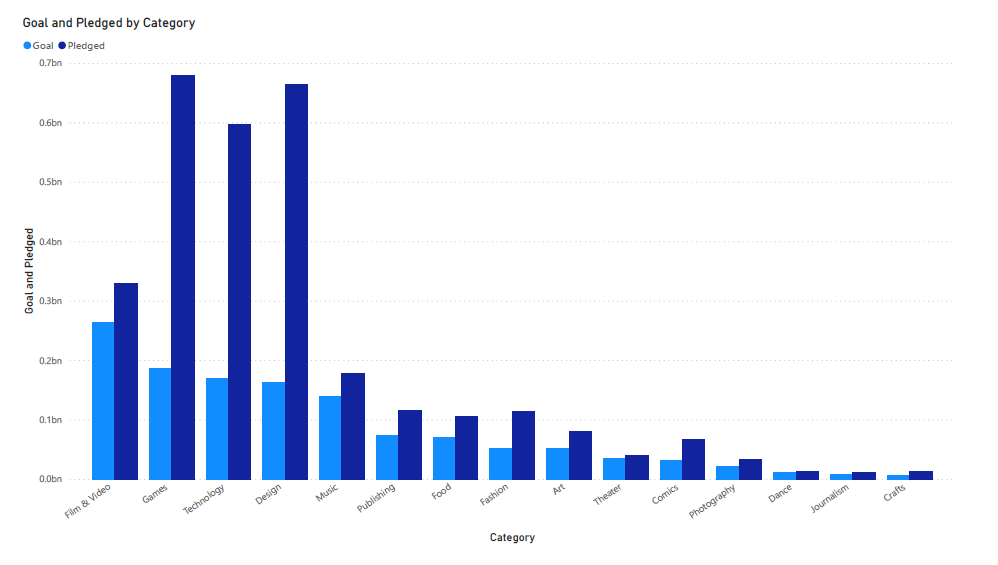 Goal and Pledged by Category
Goal Pledged
0.7bn
0.6bn
0.5bn
0.4bn
0.3bn
0.2bn
0.1bn
0.0bn
Goal and Pledged
Film & Video
Games
Technology
Design
Music
Publishing
Food
Fashion
Art
Theater
Comics
Photography
Dance
Journalism
Crafts
Category